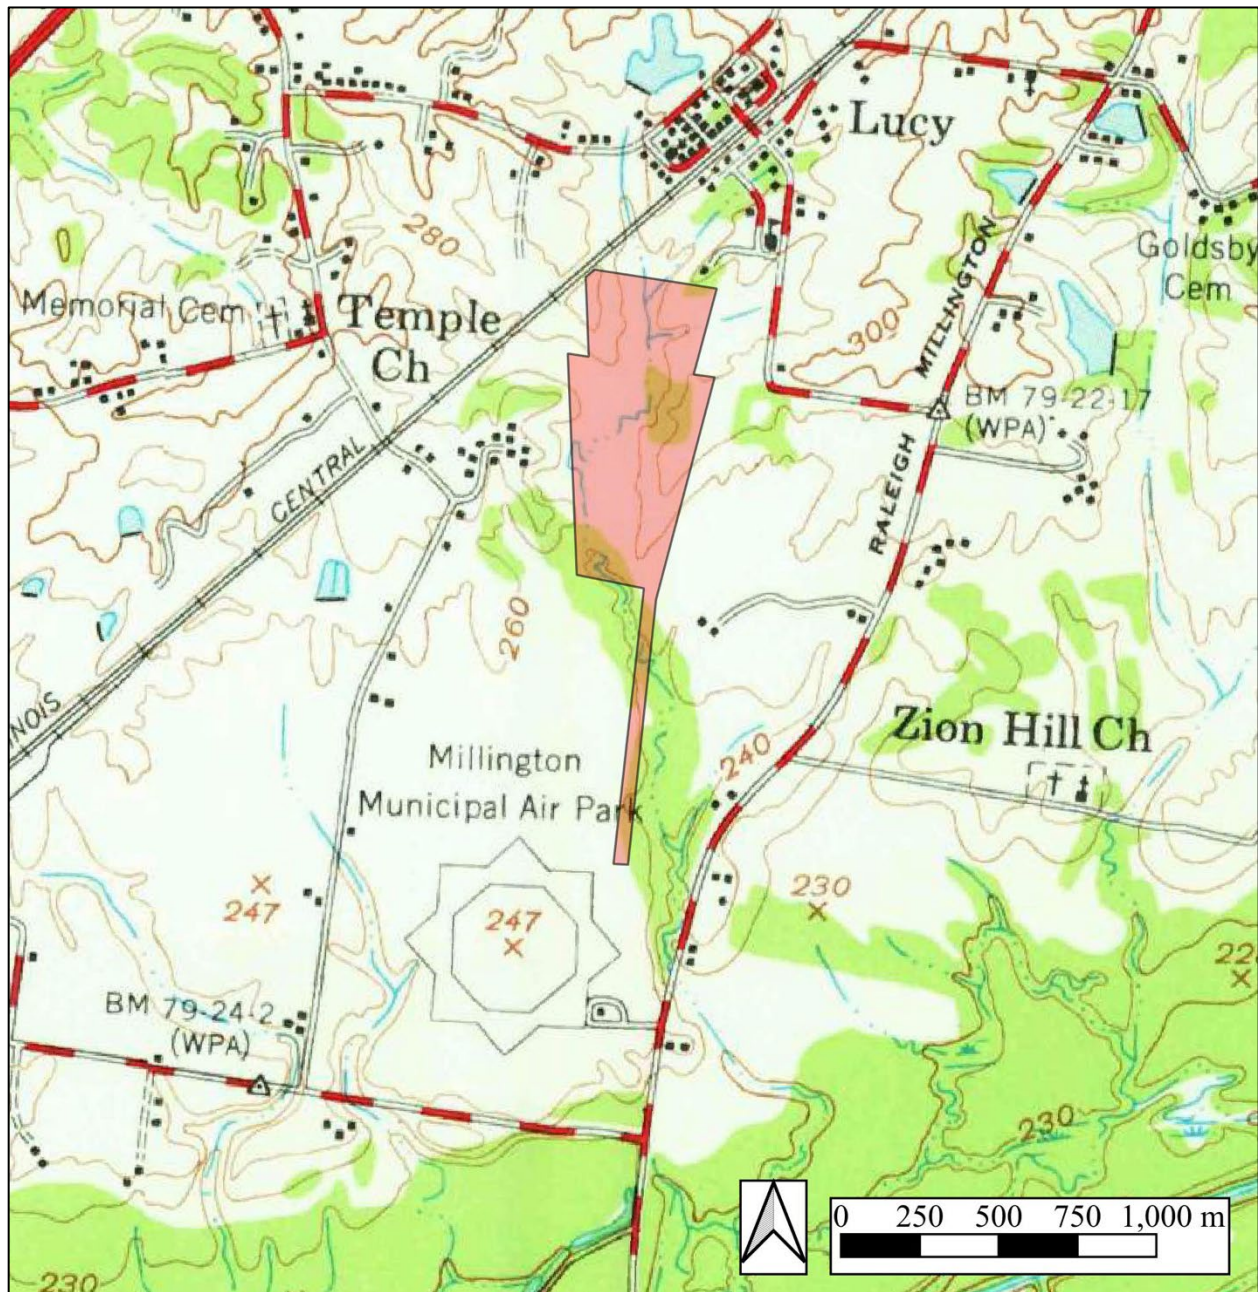 Lucy
280
MILLINGTON
Goldsby
Cem
Memorial Cem
Temple
Ch
300
BM 79-22-17
(WPA)
CENTRAL
RALEIGH
260
INOIS
Zion Hill Ch
240
Millington
Municipal Air Park
247
230
247
22
BM 79-24-2
(WPA)
230
0 250 500 750 1,000 m
230